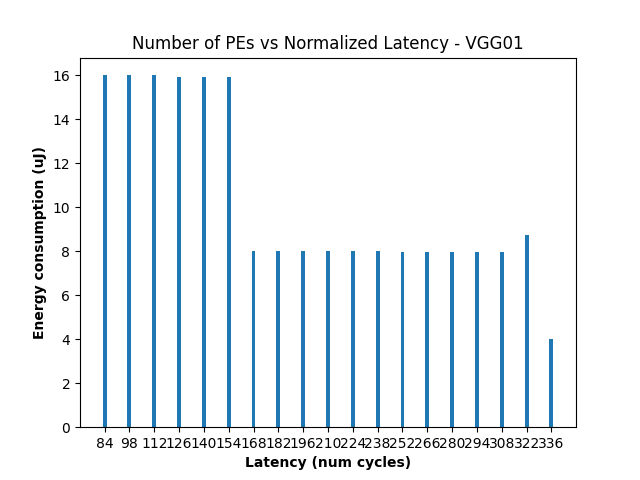 Number of PEs vs Normalized Latency - VGG01
Energy consumption (uJ)
16
14
12
10
8
6
4
2
0
84 98 112 126 140 154 168 182 196 210 224 238 252 266 280 294 308 322 336
Latency (num cycles)